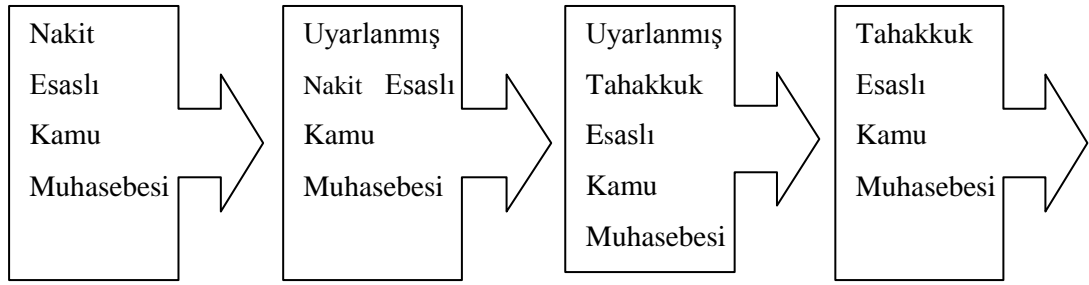 Nakit
Esaslı
Kamu
Muhasebesi
Uyarlanmış
Nakit Esaslı
Kamu
Muhasebesi
Uyarlanmış
Tahakkuk
Esaslı
Kamu
Muhasebesi
Tahakkuk
Esaslı
Kamu
Muhasebesi